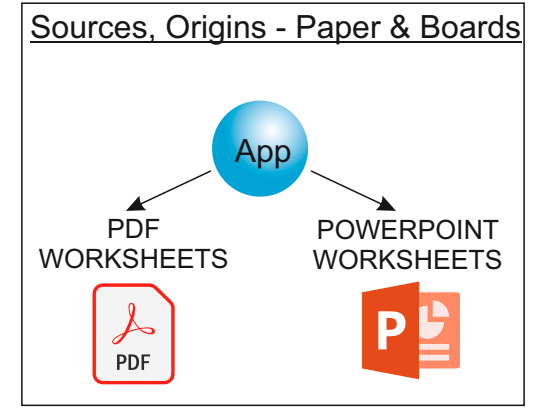 Sources, Origins - Paper & Boards
App
PDF
WORKSHEETS
POWERPOINT
WORKSHEETS
PDF
P